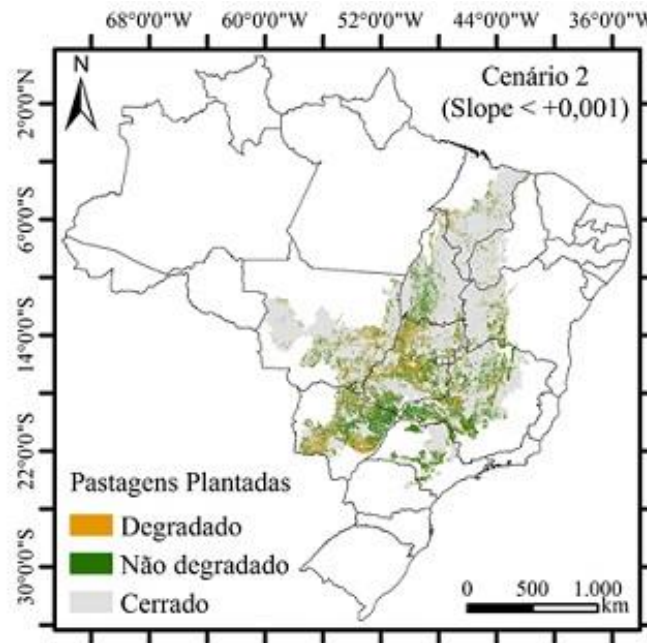 68°0'0"W 60°0'0"W 52°0'0"W 44°0'0"W 36°0'0"W
N
Cenário 2
(Slope < +0,001)
2°0'0"N
6°0'0"S
14°0'0"S
22°0'0"S
30°0'0"S
Pastagens Plantadas
Degradado
Não degradado
Cerrado
0 500 1.000
km